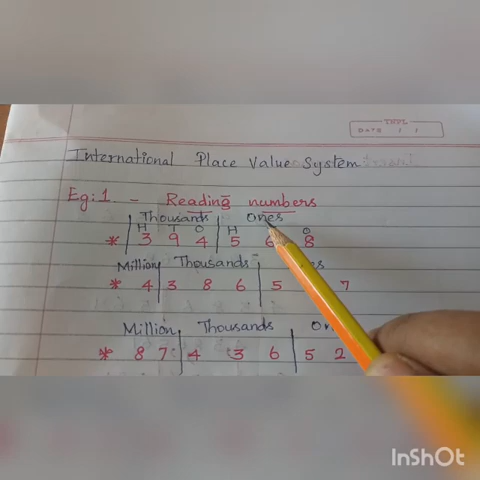 TNPL
DATE / /
International Place Value System
Eg:1 - Reading numbers
Thousands Ones
H T O H O
* 3 9 4 5 6 8
Million Thousands
* 4 3 8 6 5 7
Million Thousands
* 8 7 4 3 6 5 2
InShOt